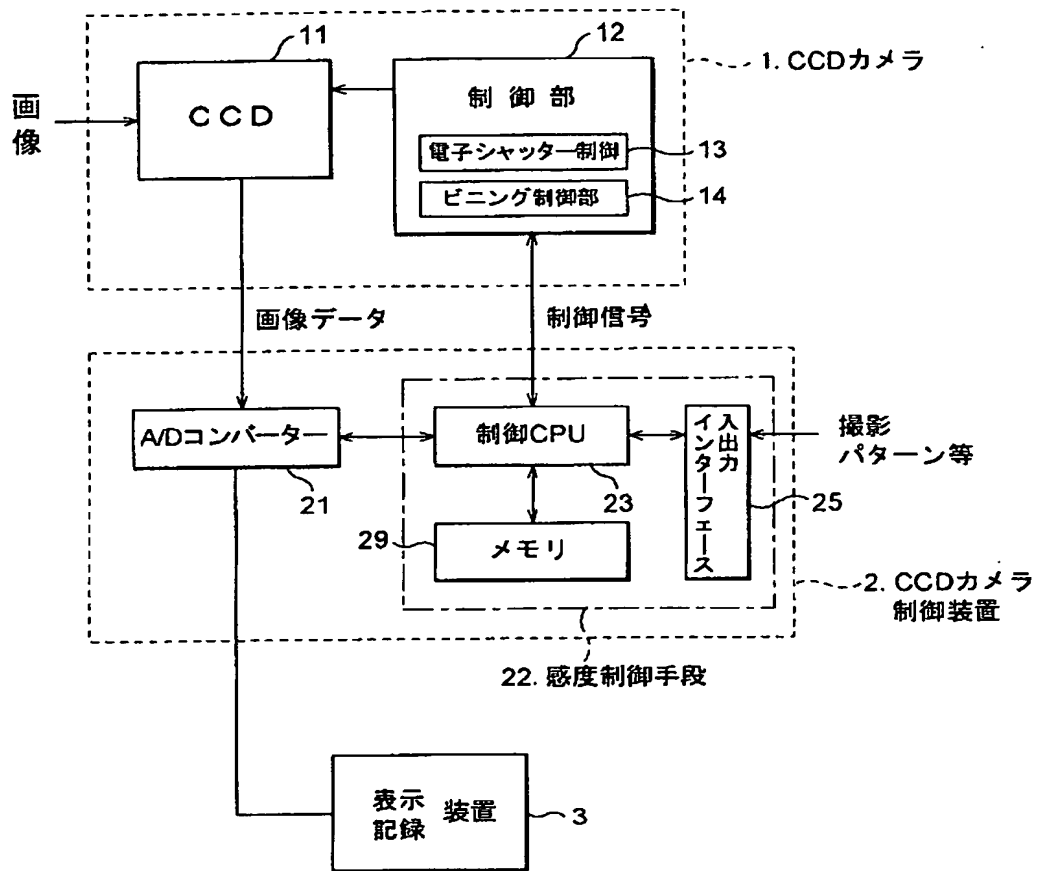 11
12
1. CCDカメラ
画像
CCD
制御部
電子シャッター制御
13
ビニング制御部
14
画像データ
制御信号
A/Dコンバーター
21
制御CPU
23
入出力
インターフェース
25
撮影
パターン等
29
メモリ
2. CCDカメラ
制御装置
22. 感度制御手段
表示
記録
装置
3